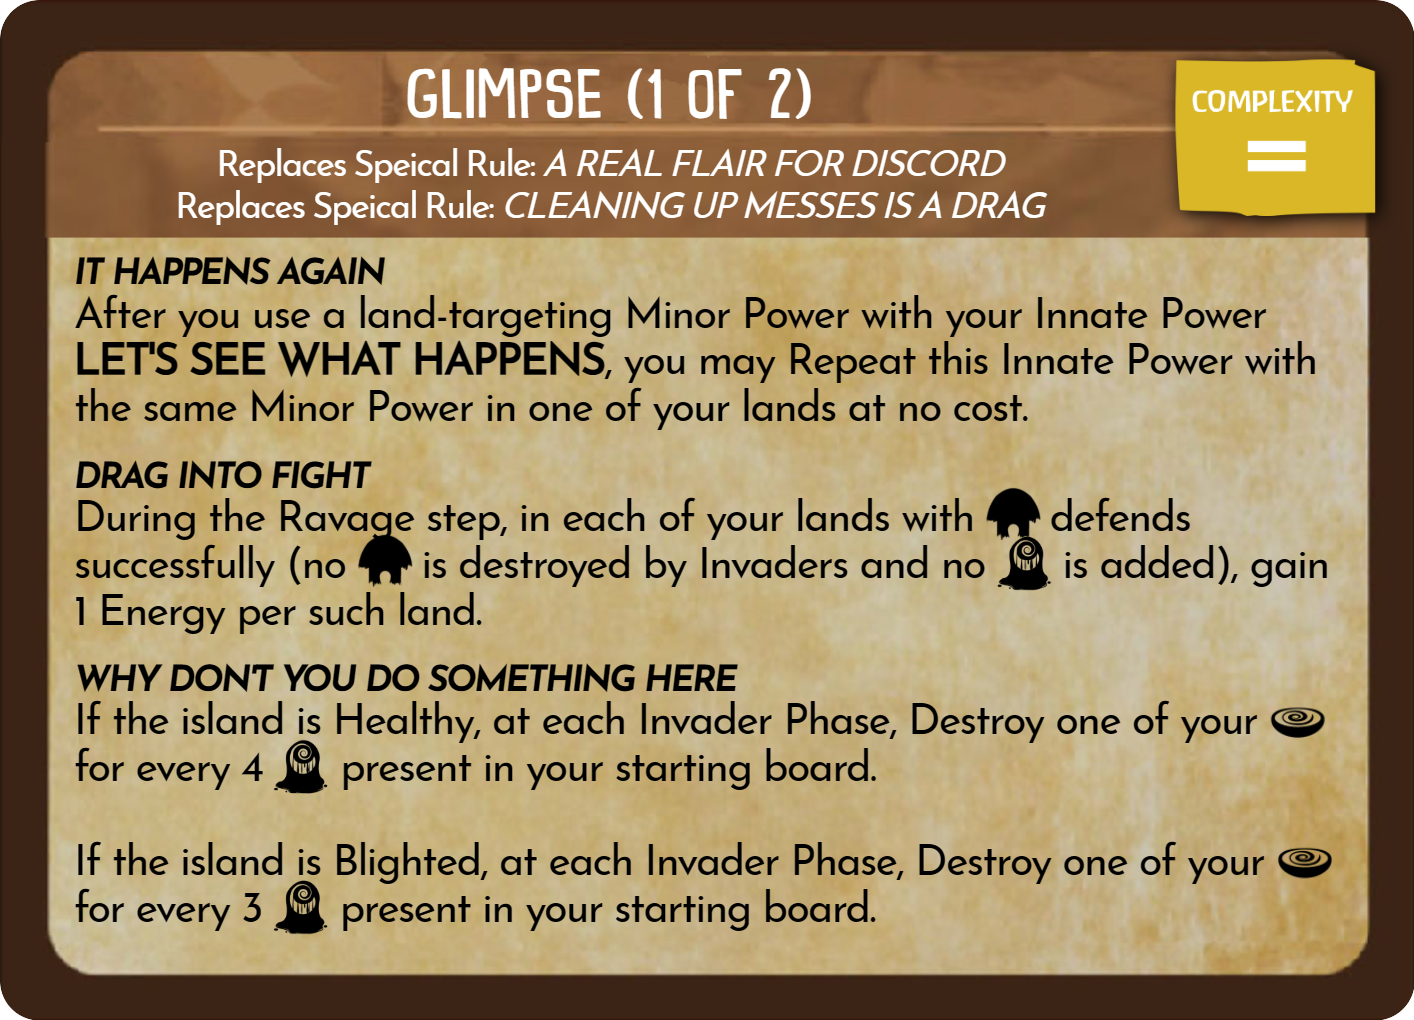 GLIMPSE (1 OF 2)
COMPLEXITY
=
Replaces Speical Rule: A REAL FLAIR FOR DISCORD
Replaces Speical Rule: CLEANING UP MESSES IS A DRAG
IT HAPPENS AGAIN
After you use a land-targeting Minor Power with your Innate Power
LET'S SEE WHAT HAPPENS, you may Repeat this Innate Power with
the same Minor Power in one of your lands at no cost.
DRAG INTO FIGHT
During the Ravage step, in each of your lands with defends
successfully (no is destroyed by Invaders and no is added), gain
1 Energy per such land.
WHY DON'T YOU DO SOMETHING HERE
If the island is Healthy, at each Invader Phase, Destroy one of your
for every 4 present in your starting board.
If the island is Blighted, at each Invader Phase, Destroy one of your
for every 3 present in your starting board.